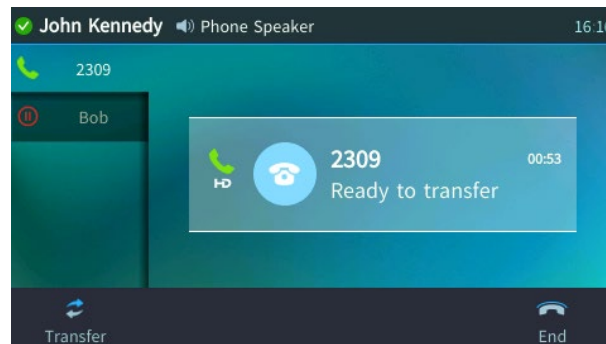 John Kennedy Phone Speaker
2309
Bob
HD
2309 00:53
Ready to transfer
Transfer End